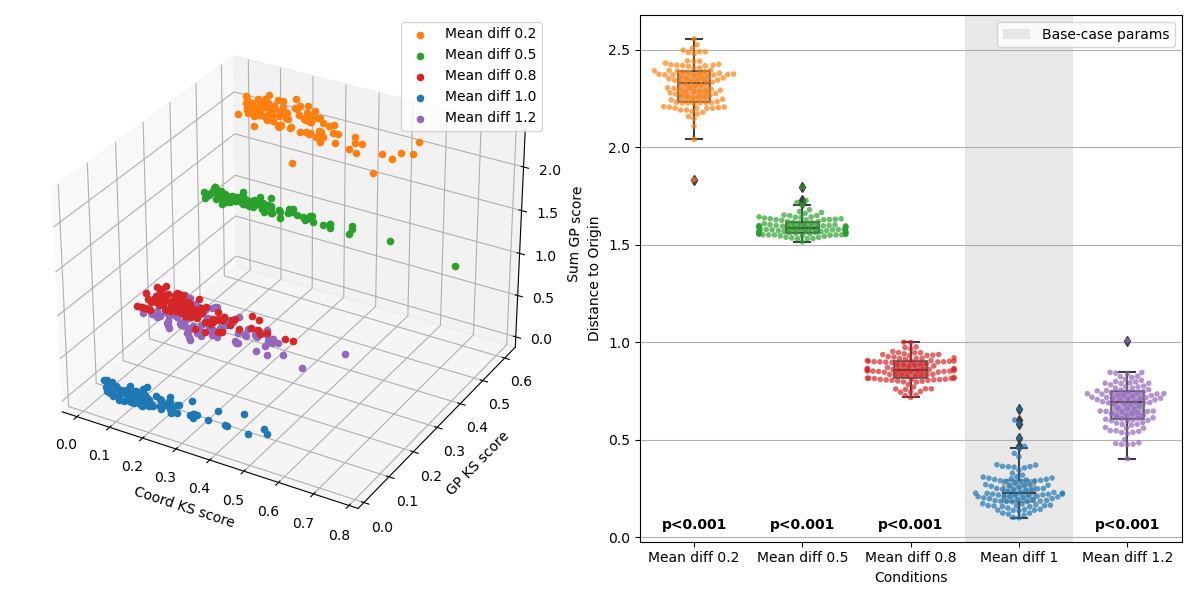 Mean diff 0.2
Mean diff 0.5
Mean diff 0.8
Mean diff 1.0
Mean diff 1.2
2.0
1.5
1.0
0.5
0.0
Sum GP score
0.6
0.5
0.4
0.3
0.2
0.1
0.0
GP KS score
0.0
0.1
0.2
0.3
0.4
0.5
0.6
0.7
0.8
Coord KS score
Base-case params
Distance to Origin
2.5
2.0
1.5
1.0
0.5
0.0
p<0.001
p<0.001
p<0.001
p<0.001
Mean diff 0.2
Mean diff 0.5
Mean diff 0.8
Mean diff 1
Mean diff 1.2
Conditions